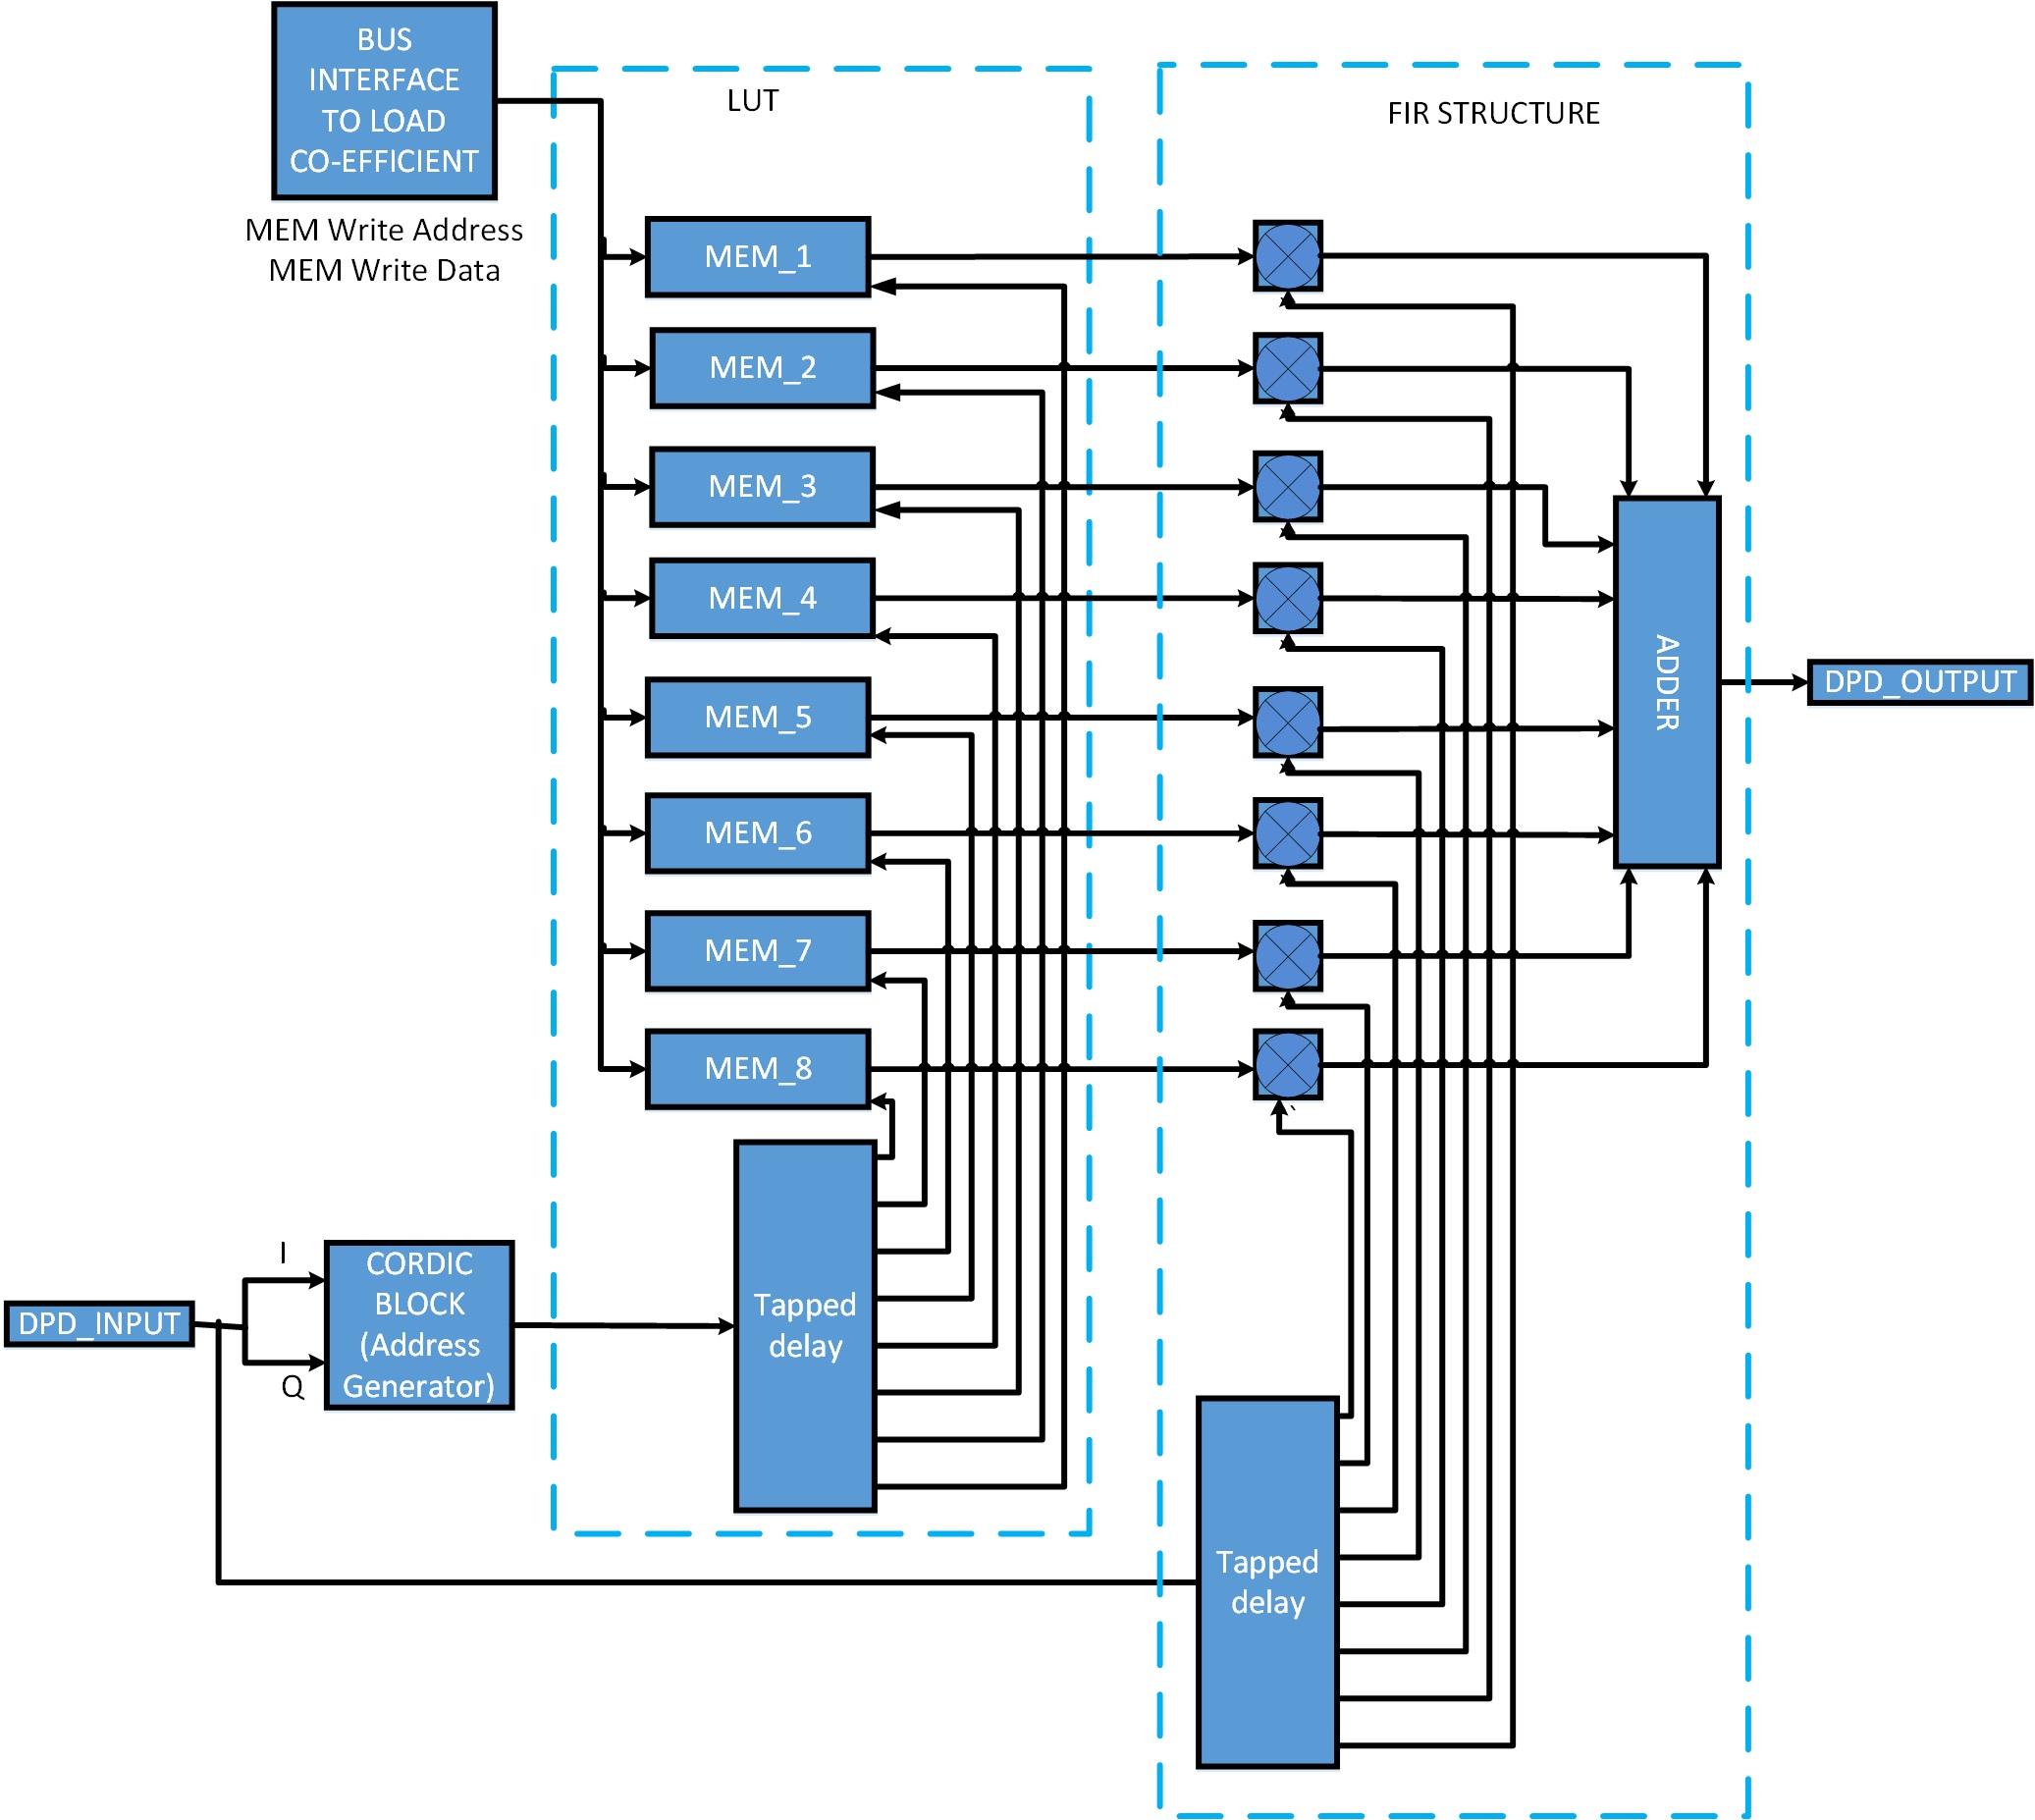 BUS
INTERFACE
TO LOAD
CO-EFFICIENT
MEM Write Address
MEM Write Data
LUT
FIR STRUCTURE
MEM_1
MEM_2
MEM_3
MEM_4
MEM_5
MEM_6
MEM_7
MEM_8
ADDER
DPD_OUTPUT
DPD_INPUT
I
Q
CORDIC
BLOCK
(Address
Generator)
Tapped
delay
Tapped
delay
`